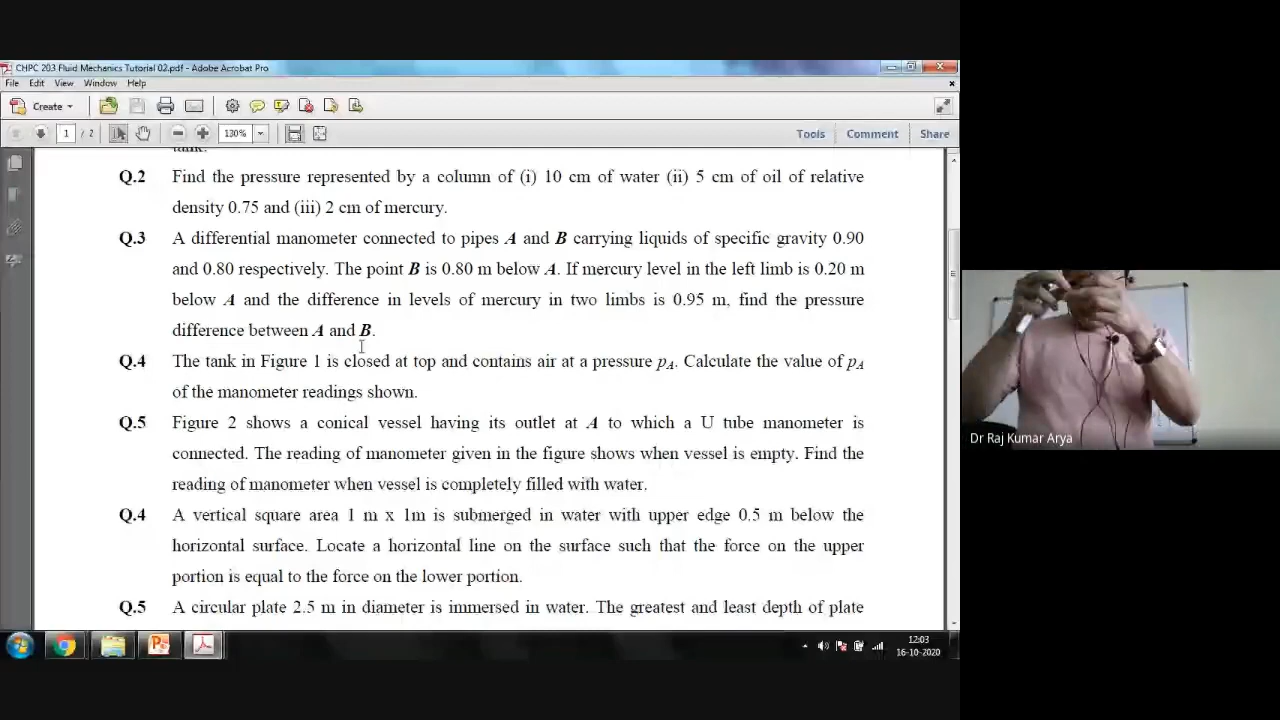 CHPC 203 Fluid Mechanics Tutorial 02.pdf - Adobe Acrobat Pro
File Edit View Window Help
Create
1 / 2 130% Tools Comment Share
tank.
Q.2 Find the pressure represented by a column of (i) 10 cm of water (ii) 5 cm of oil of relative
density 0.75 and (iii) 2 cm of mercury.
Q.3 A differential manometer connected to pipes A and B carrying liquids of specific gravity 0.90
and 0.80 respectively. The point B is 0.80 m below A. If mercury level in the left limb is 0.20 m
below A and the difference in levels of mercury in two limbs is 0.95 m, find the pressure
difference between A and B.
Q.4 The tank in Figure 1 is closed at top and contains air at a pressure pA. Calculate the value of pA
of the manometer readings shown.
Q.5 Figure 2 shows a conical vessel having its outlet at A to which a U tube manometer is
connected. The reading of manometer given in the figure shows when vessel is empty. Find the
reading of manometer when vessel is completely filled with water.
Q.4 A vertical square area 1 m x 1m is submerged in water with upper edge 0.5 m below the
horizontal surface. Locate a horizontal line on the surface such that the force on the upper
portion is equal to the force on the lower portion.
Q.5 A circular plate 2.5 m in diameter is immersed in water. The greatest and least depth of plate
Dr Raj Kumar Arya
12:03
16-10-2020